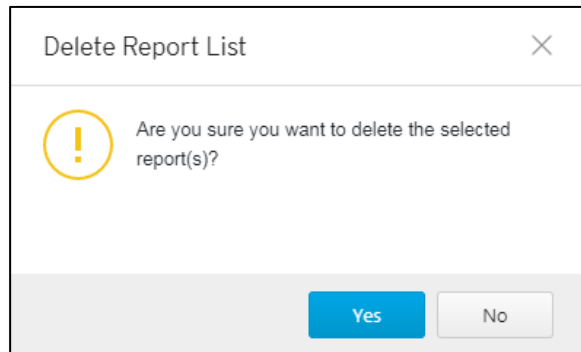 Delete Report List
Are you sure you want to delete the selected
report(s)?
Yes
No